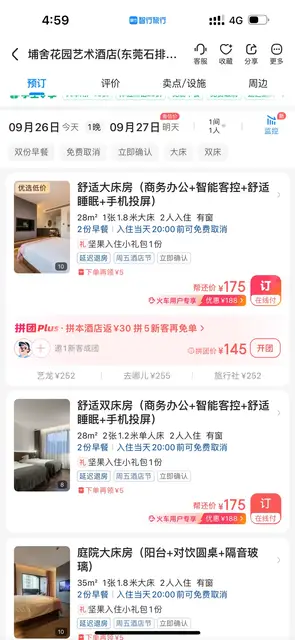 4:59
智行旅行
4G
埔舍花园艺术酒店(东莞石排...
客服
收藏
分享
更多
预订
评价
卖点/设施
周边
09月26日 今天
1晚
09月27日 明天
1间
1人
监控
双份早餐
免费取消
立即确认
大床
双床
优选低价
舒适大床房（商务办公+智能客控+舒适
睡眠+手机投屏）
28m² 1张1.8米大床 2人入住 有窗
2份早餐 入住当天20:00前可免费取消
礼 坚果入住小礼包1份
延迟退房 周五酒店节 立即确认
下单再领¥5
10
帮还价 ¥175
订
在线付
火车用户专享 优惠¥188
拼团Plus·拼本酒店返¥30 拼5新客再免单
邀1新客成团
拼团价 ¥145
开团
艺龙 ¥252
去哪儿 ¥255
旅行社 ¥252
舒适双床房（商务办公+智能客控+舒适
睡眠+手机投屏）
28m² 2张1.2米单人床 2人入住 有窗
2份早餐 入住当天20:00前可免费取消
礼 坚果入住小礼包1份
延迟退房 周五酒店节 立即确认
下单再领¥5
8
帮还价 ¥175
订
在线付
火车用户专享 优惠¥188
庭院大床房（阳台+对饮圆桌+隔音玻
璃）
35m² 1张1.8米大床 2人入住 有窗
2份早餐 入住当天20:00前可免费取消
礼 坚果入住小礼包1份
延迟退房 周五酒店节 立即确认
10